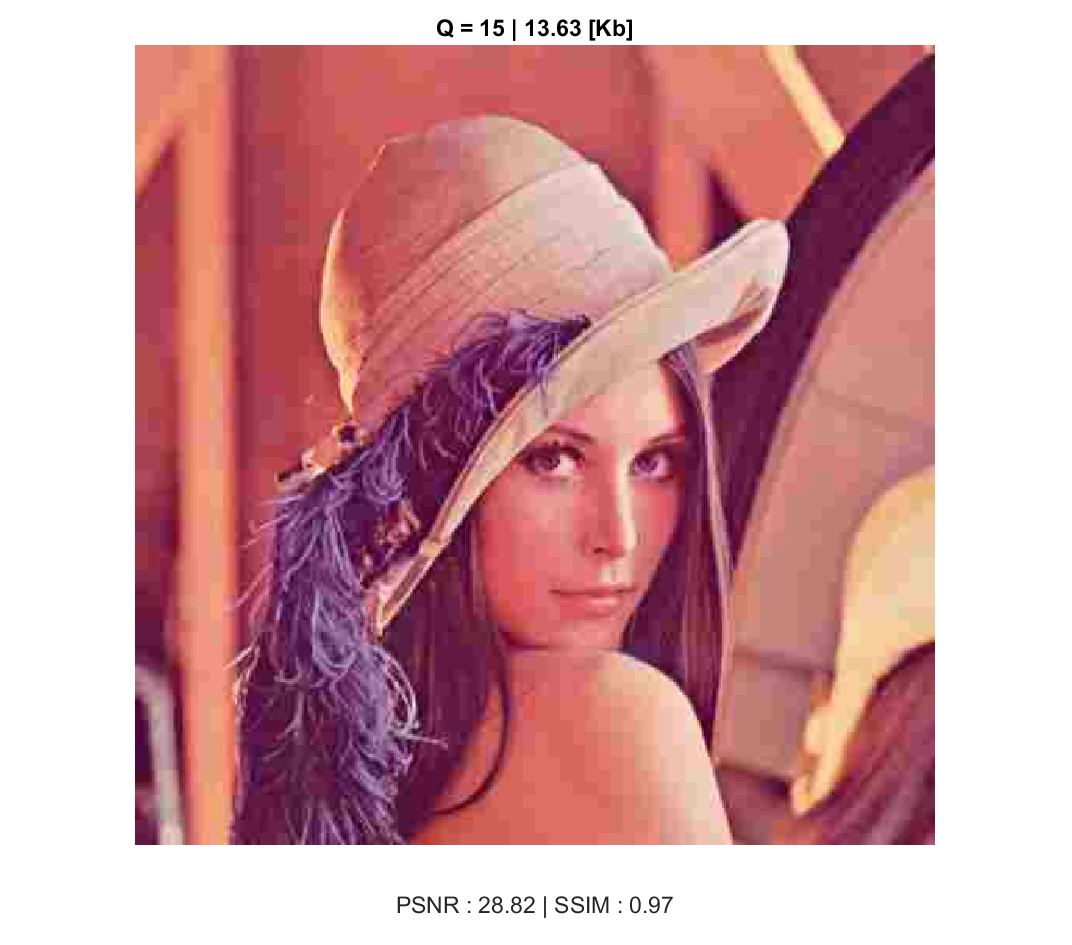 Q = 15 | 13.63 [Kb]
PSNR : 28.82 | SSIM : 0.97